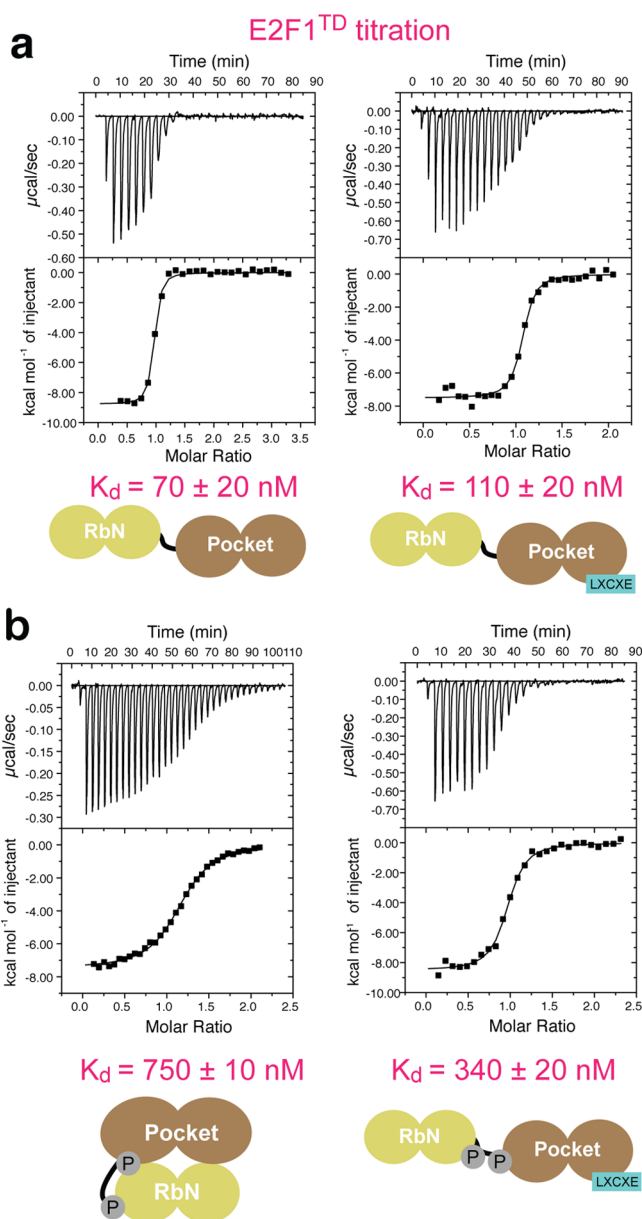 E2F1TD titration
a
Time (min)
0 10 20 30 40 50 60 70 80 90
0.00
-0.10
-0.20
-0.30
-0.40
-0.50
-0.60
µcal/sec
0.00
-2.00
-4.00
-6.00
-8.00
-10.00
kcal mol-1 of injectant
0.0 0.5 1.0 1.5 2.0 2.5 3.0 3.5
Molar Ratio
Kd = 70 ± 20 nM
RbN
Pocket
Time (min)
0 10 20 30 40 50 60 70 80 90
0.00
-0.10
-0.20
-0.30
-0.40
-0.50
-0.60
-0.70
µcal/sec
0.00
-2.00
-4.00
-6.00
-8.00
kcal mol-1 of injectant
0.0 0.5 1.0 1.5 2.0
Molar Ratio
Kd = 110 ± 20 nM
RbN
Pocket
LXCXE
b
Time (min)
0 10 20 30 40 50 60 70 80 90 100110
0.00
-0.05
-0.10
-0.15
-0.20
-0.25
-0.30
µcal/sec
0.00
-2.00
-4.00
-6.00
-8.00
kcal mol-1 of injectant
0.0 0.5 1.0 1.5 2.0 2.5
Molar Ratio
Kd = 750 ± 10 nM
Pocket
P
RbN
P
Time (min)
0 10 20 30 40 50 60 70 80 90
0.00
-0.10
-0.20
-0.30
-0.40
-0.50
-0.60
-0.70
µcal/sec
0.00
-2.00
-4.00
-6.00
-8.00
-10.00
kcal mol1 of injectant
0.0 0.5 1.0 1.5 2.0 2.5
Molar Ratio
Kd = 340 ± 20 nM
RbN
P P
Pocket
LXCXE